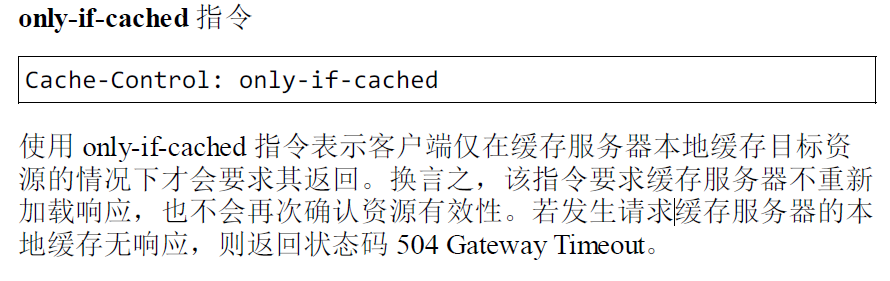 only-if-cached 指令
Cache-Control: only-if-cached
使用 only-if-cached 指令表示客户端仅在缓存服务器本地缓存目标资
源的情况下才会要求其返回。换言之，该指令要求缓存服务器不重新
加载响应，也不会再次确认资源有效性。若发生请求缓存服务器的本
地缓存无响应，则返回状态码 504 Gateway Timeout。